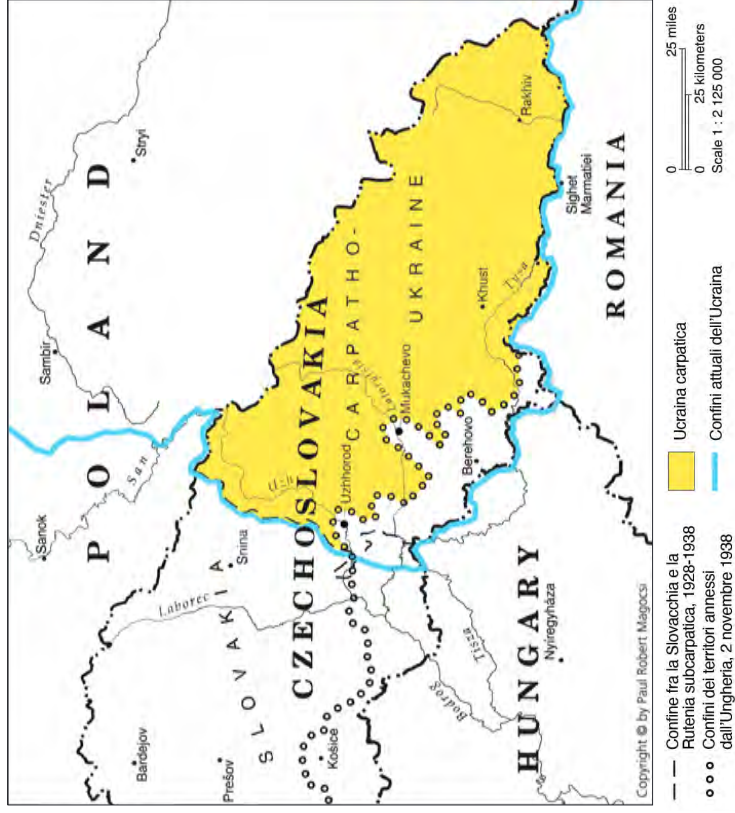 Dniester
Stryj
Sambir
P O L A N D
San
Sanok
CZECHOSLOVAKIA
CARPATHO-
UKRAINE
Rakhiv
Sighet
Marmatiei
ROMANIA
Khust
Tysa
Latorytsia
Mukachevo
Uzhhorod
Uzh
Berehovo
Snina
Laborec
SLOVAKIA
Bardejov
Prešov
Košice
Bodrog
Tisza
Nyíregyháza
HUNGARY
Copyright © by Paul Robert Magocsi
Confine fra la Slovacchia e la
Rutenia subcarpatica, 1928-1938
Confini dei territori annessi
dall'Ungheria, 2 novembre 1938
Ucraina carpatica
Confini attuali dell'Ucraina
0 25 miles
0 25 kilometers
Scale 1 : 2 125 000